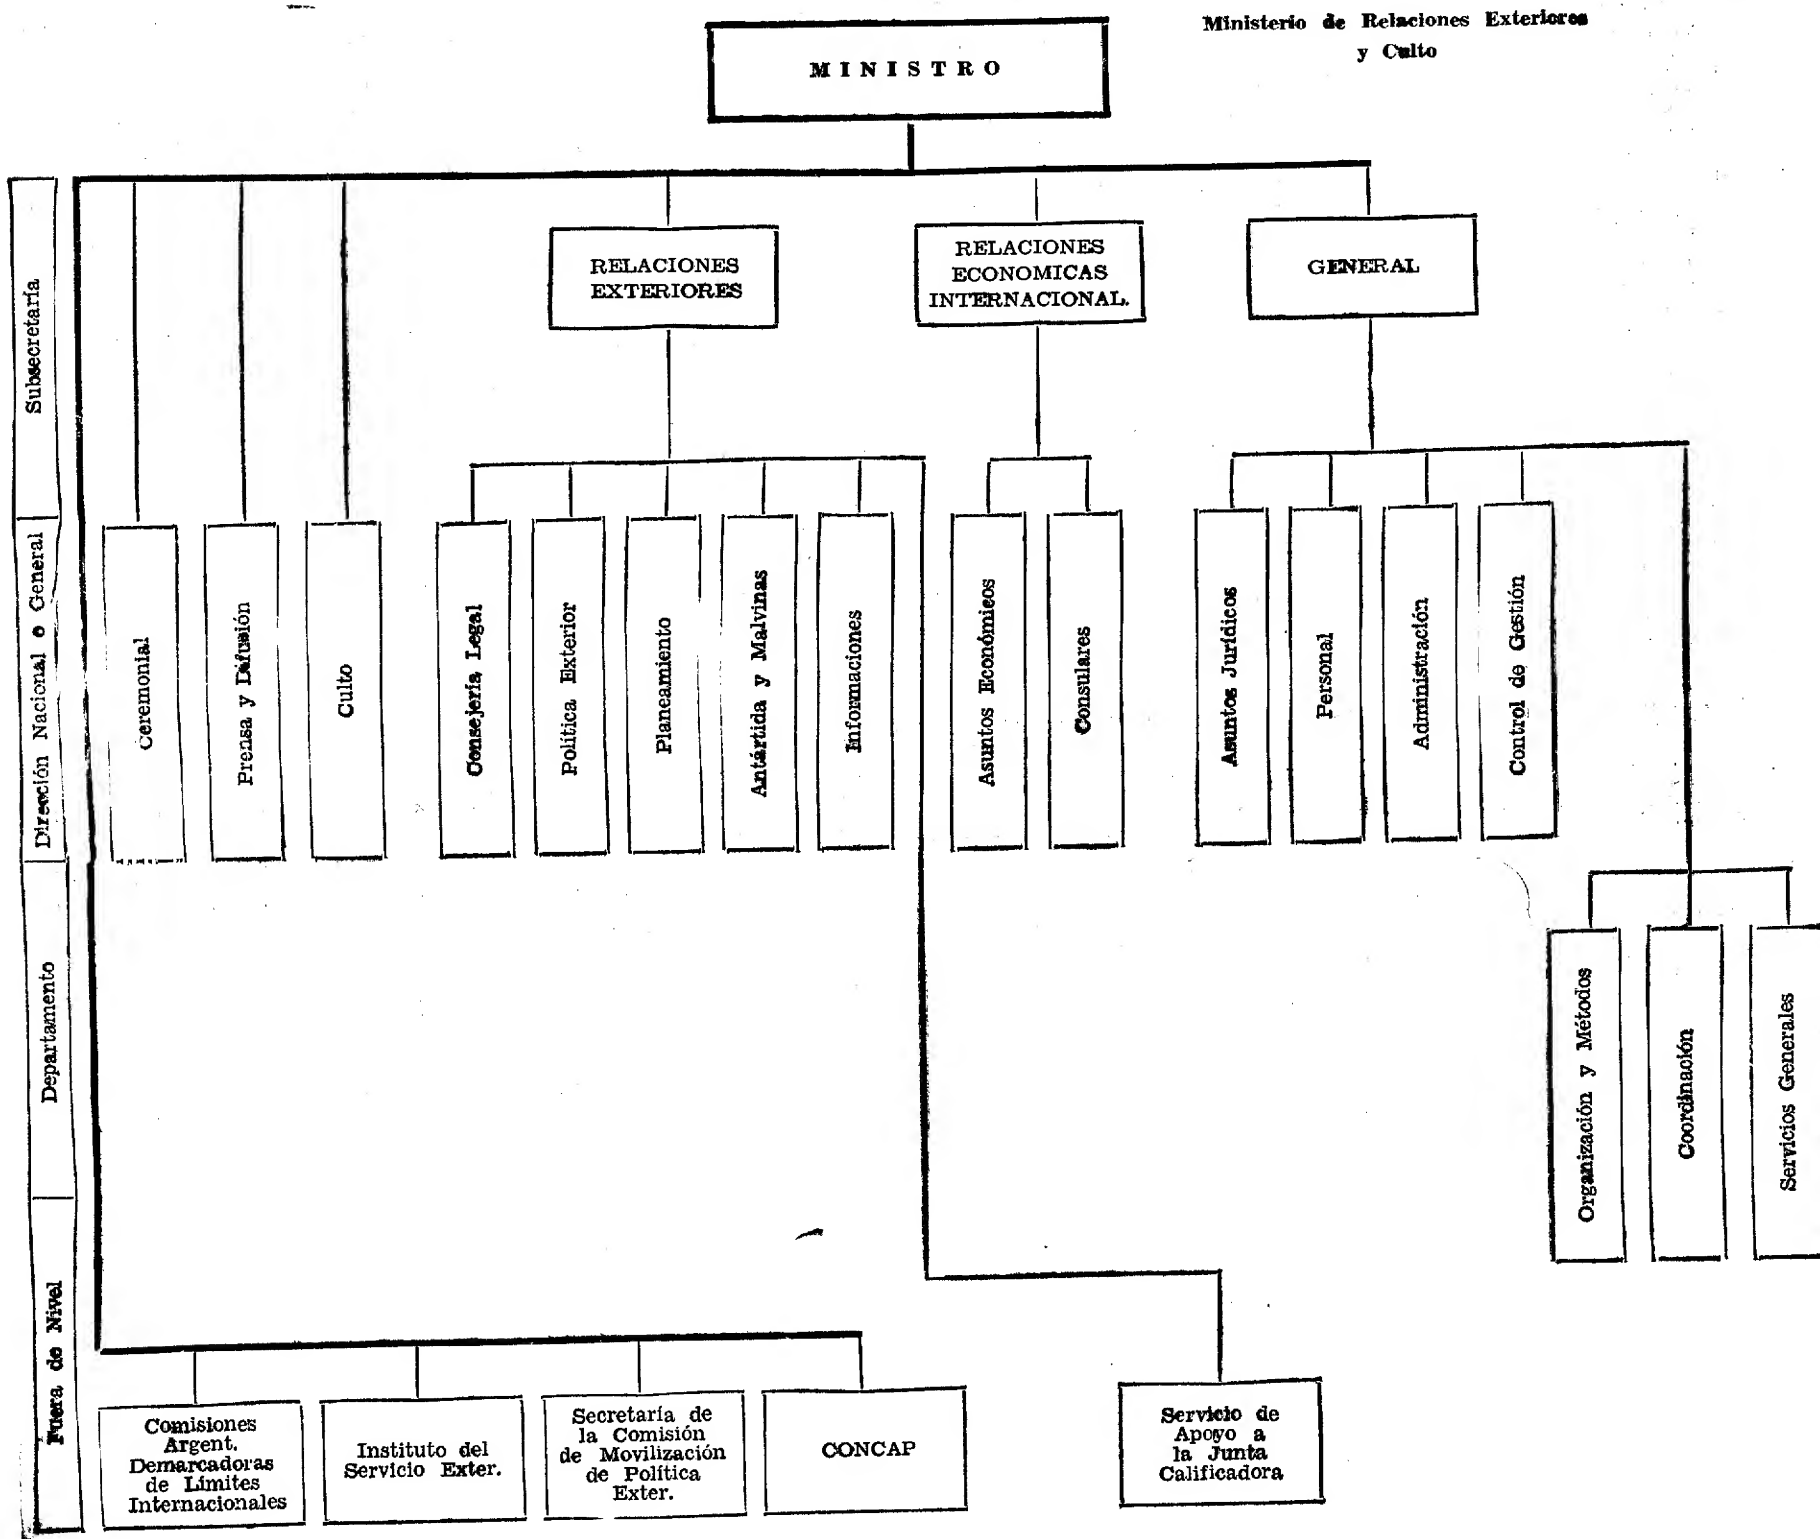 Ministerio de Relaciones Exteriores
y Culto
MINISTRO
Subsecretaría
RELACIONES
EXTERIORES
RELACIONES
ECONOMICAS
INTERNACIONAL.
GENERAL
Dirección Nacional o General
Ceremonial
Prensa y Difusión
Culto
Consejería Legal
Política Exterior
Planeamiento
Antártida y Malvinas
Informaciones
Asuntos Económicos
Consulares
Asuntos Jurídicos
Personal
Administración
Control de Gestión
Departamento
Organización y Métodos
Coordinación
Servicios Generales
Fuera de Nivel
Comisiones
Argent.
Demarcadoras
de Límites
Internacionales
Instituto del
Servicio Exter.
Secretaría de
la Comisión
de Movilización
de Política
Exter.
CONCAP
Servicio de
Apoyo a
la Junta
Calificadora